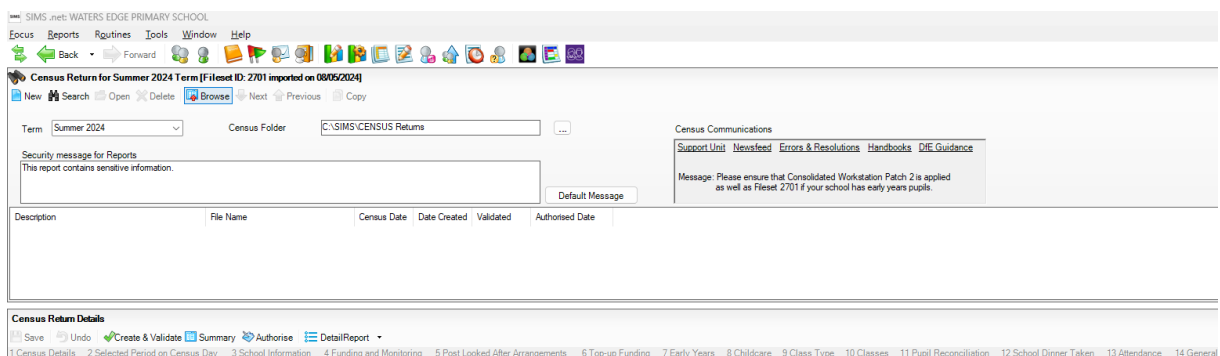 SIMS SIMS .net: WATERS EDGE PRIMARY SCHOOL
Focus Reports Routines Tools Window Help
Back Forward
Census Return for Summer 2024 Term [Fileset ID: 2701 imported on 08/05/2024]
New Search Open Delete Browse Next Previous Copy
Term Summer 2024 Census Folder C:\SIMS\CENSUS Returns ... Census Communications
Support Unit Newsfeed Errors & Resolutions Handbooks DfE Guidance
Security message for Reports
This report contains sensitive information.
Message: Please ensure that Consolidated Workstation Patch 2 is applied
as well as Fileset 2701 if your school has early years pupils.
Default Message
Description File Name Census Date Date Created Validated Authorised Date
Census Return Details
Save Undo Create & Validate Summary Authorise DetailReport
1 Census Details 2 Selected Period on Census Day 3 School Information 4 Funding and Monitoring 5 Post Looked After Arrangements 6 Top-up Funding 7 Early Years 8 Childcare 9 Class Type 10 Classes 11 Pupil Reconciliation 12 School Dinner Taken 13 Attendance 14 General